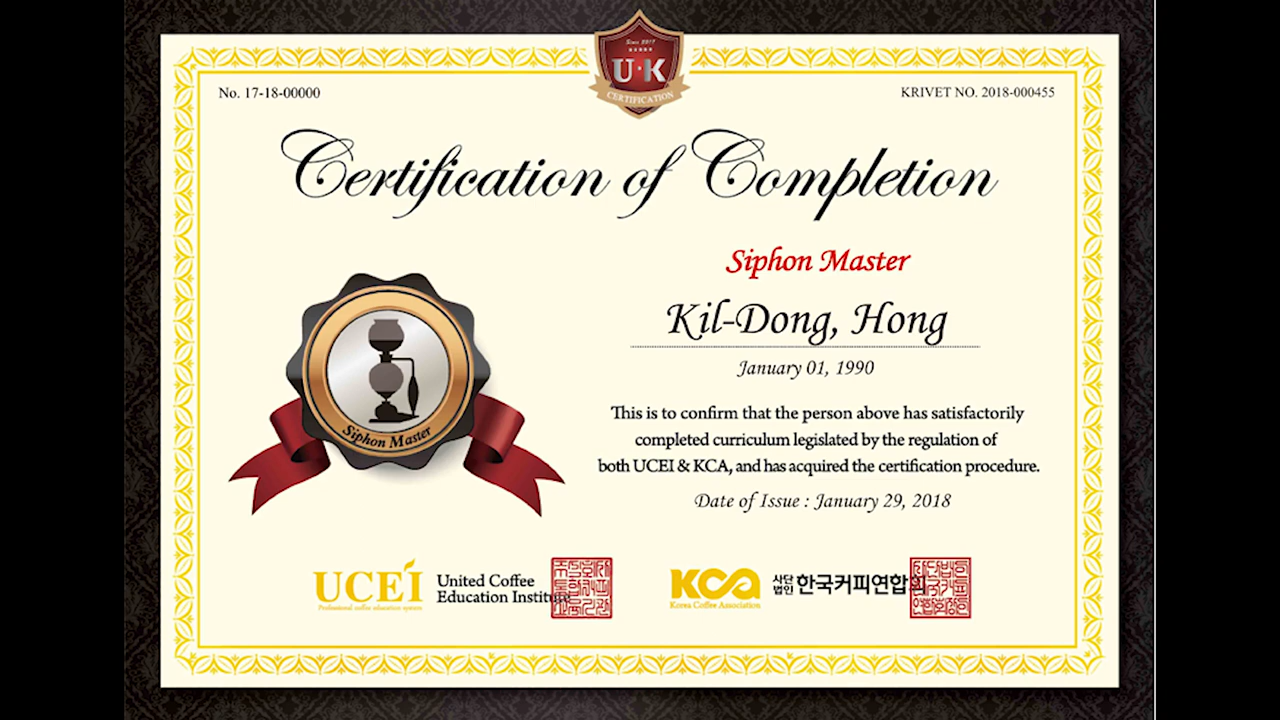 Since 2017
U·K
CERTIFICATION
No. 17-18-00000
KRIVET NO. 2018-000455
Certification of Completion
Siphon Master
Kil-Dong, Hong
January 01, 1990
This is to confirm that the person above has satisfactorily
completed curriculum legislated by the regulation of
both UCEI & KCA, and has acquired the certification procedure.
Date of Issue : January 29, 2018
Siphon Master
UCEI
Professional coffee education system
United Coffee
Education Institute
KCA
Korea Coffee Association
사단
법인
한국커피연합회